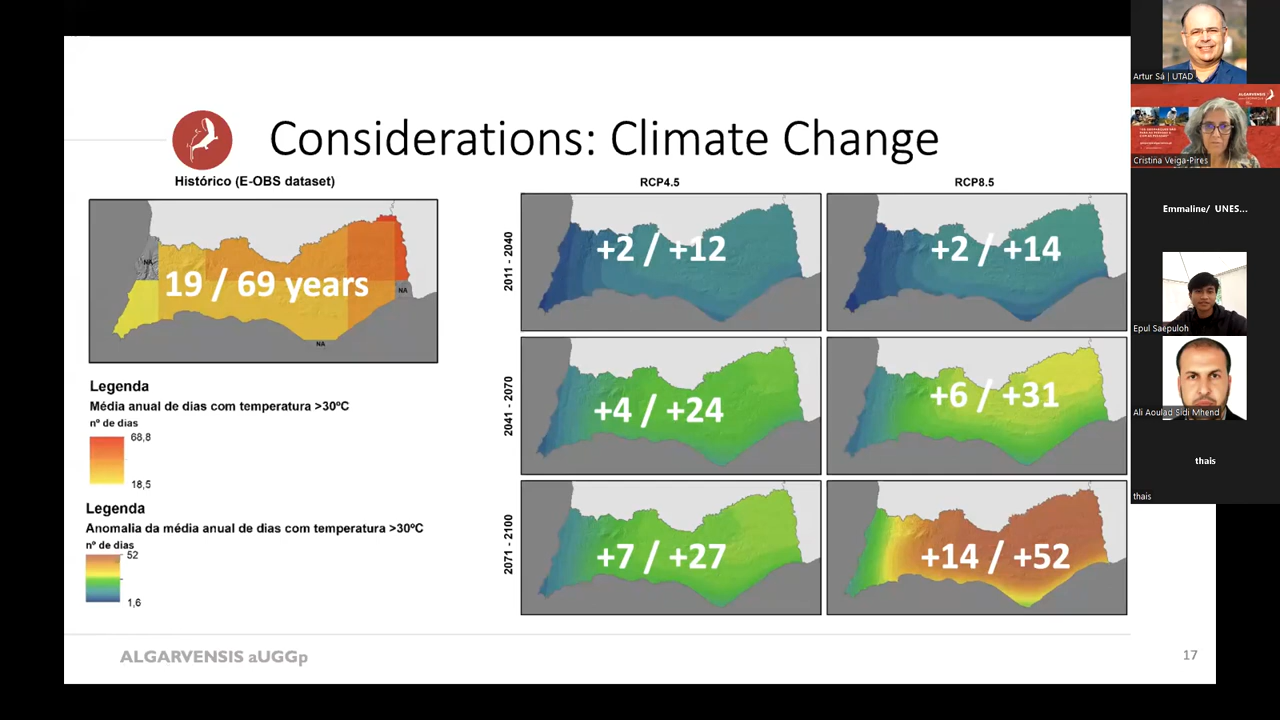 Considerations: Climate Change
Histórico (E-OBS dataset)
NA
19 / 69 years
NA
NA
Legenda
Média anual de dias com temperatura >30ºC
nº de dias
68,8
18,5
Legenda
Anomalia da média anual de dias com temperatura >30ºC
nº de dias
52
1,6
RCP4.5
RCP8.5
2011 - 2040
+2 / +12
+2 / +14
2041 - 2070
+4 / +24
+6 / +31
2071 - 2100
+7 / +27
+14 / +52
ALGARVENSIS aUGGp
17
Artur Sá | UTAD
ALGARVENSIS
Cristina Veiga-Pires
Emmaline/ UNES...
Epul Saepuloh
Ali Aoulad Sidi Mhend
thais
thais